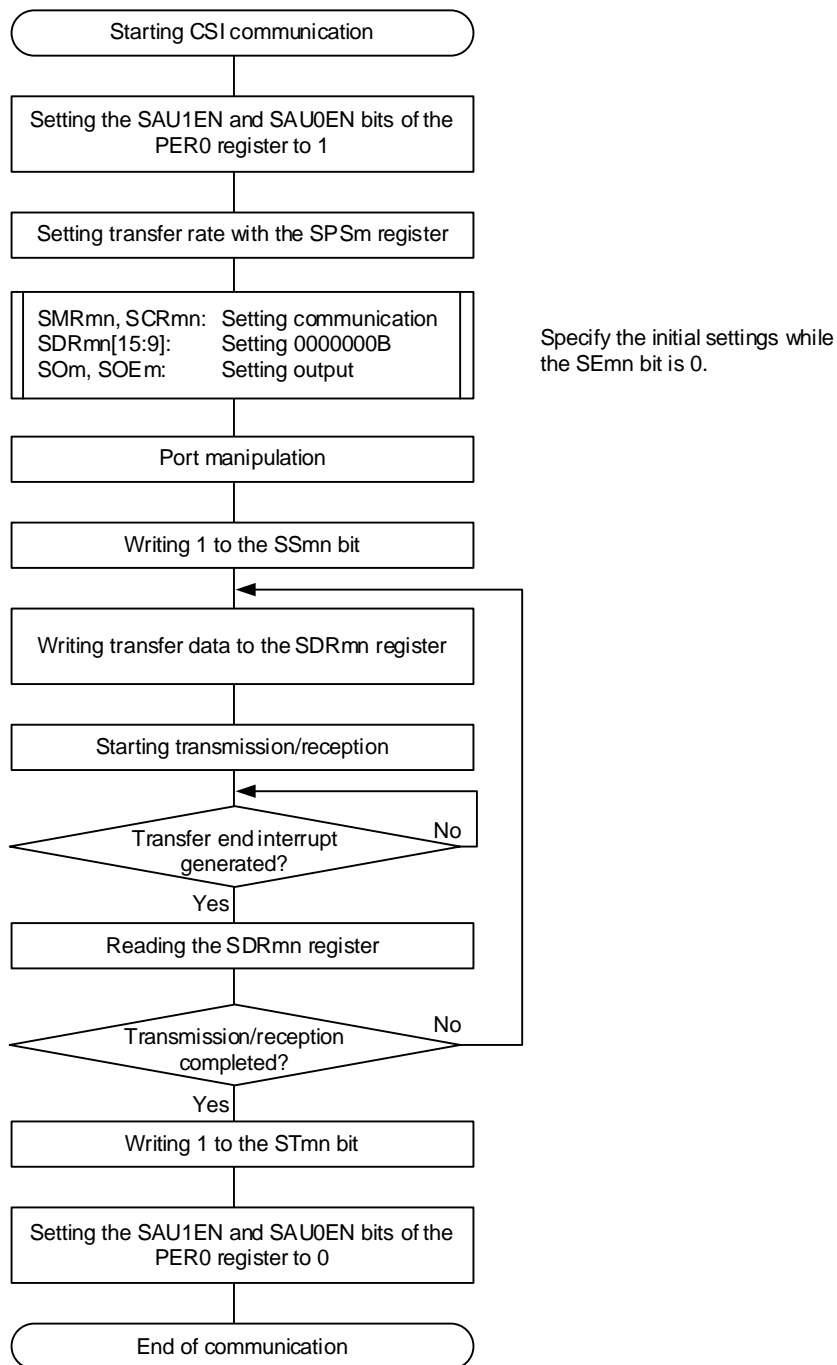 Starting CSI communication
Setting the SAU1EN and SAU0EN bits of the
PER0 register to 1
Setting transfer rate with the SPSm register
SMRmn, SCRmn: Setting communication
SDRmn[15:9]: Setting 0000000B
SOm, SOEm: Setting output
Specify the initial settings while
the SEmn bit is 0.
Port manipulation
Writing 1 to the SSmn bit
Writing transfer data to the SDRmn register
Starting transmission/reception
Transfer end interrupt
generated?
No
Yes
Reading the SDRmn register
Transmission/reception
completed?
No
Yes
Writing 1 to the STmn bit
Setting the SAU1EN and SAU0EN bits of the
PER0 register to 0
End of communication